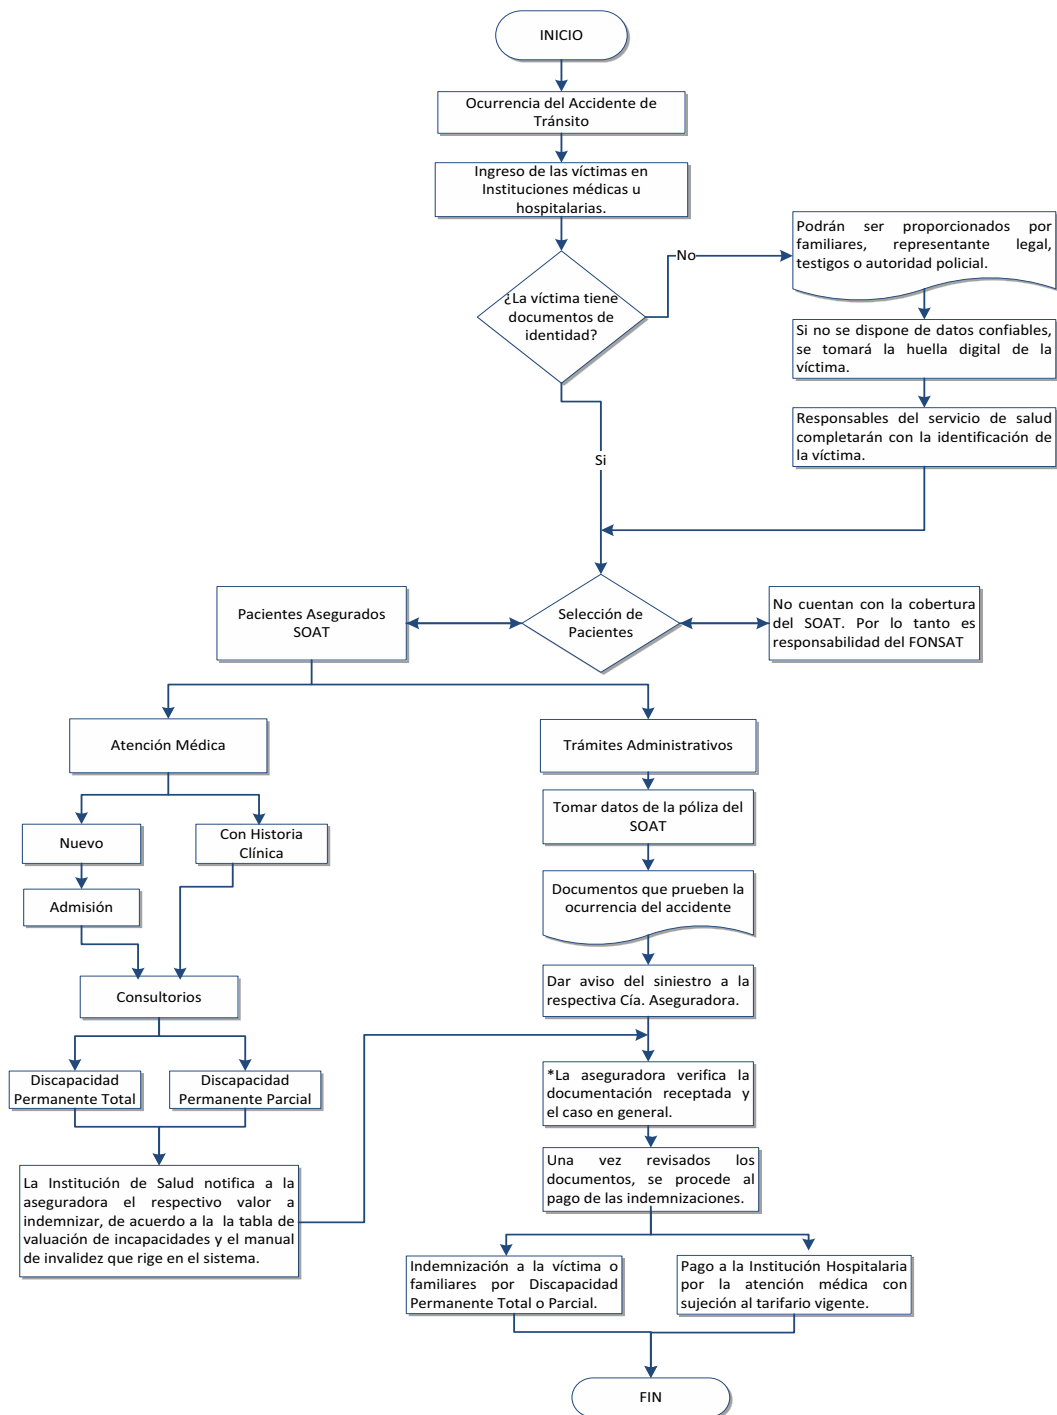 INICIO
Ocurrencia del Accidente de
Tránsito
Ingreso de las víctimas en
Instituciones médicas u
hospitalarias.
¿La víctima tiene
documentos de
identidad?
No
Podrán ser proporcionados por
familiares, representante legal,
testigos o autoridad policial.
Si no se dispone de datos confiables,
se tomará la huella digital de la
víctima.
Responsables del servicio de salud
completarán con la identificación de
la víctima.
Si
Pacientes Asegurados
SOAT
Selección de
Pacientes
No cuentan con la cobertura
del SOAT. Por lo tanto es
responsabilidad del FONSAT
Atención Médica
Trámites Administrativos
Nuevo
Con Historia
Clínica
Admisión
Consultorios
Discapacidad
Permanente Total
Discapacidad
Permanente Parcial
La Institución de Salud notifica a la
aseguradora el respectivo valor a
indemnizar, de acuerdo a la  la tabla de
valuación de incapacidades y el manual
de invalidez que rige en el sistema.
Tomar datos de la póliza del
SOAT
Documentos que prueben la
ocurrencia del accidente
Dar aviso del siniestro a la
respectiva Cía. Aseguradora.
*La aseguradora verifica la
documentación receptada y
el caso en general.
Una vez revisados los
documentos, se procede al
pago de las indemnizaciones.
Indemnización a la víctima o
familiares por Discapacidad
Permanente Total o Parcial.
Pago a la Institución Hospitalaria
por la atención médica con
sujeción al tarifario vigente.
FIN